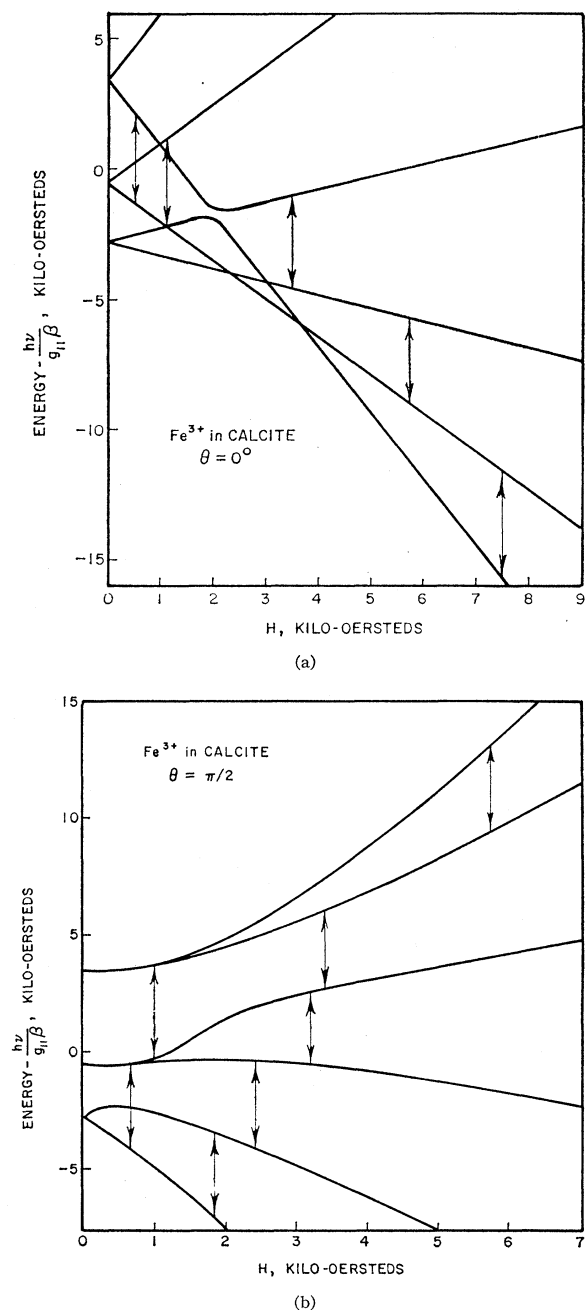 5
0
-5
-10
-15
ENERGY - hν/g₁₁β , KILO-OERSTEDS
Fe³⁺ in CALCITE
θ = 0°
0 1 2 3 4 5 6 7 8 9
H, KILO-OERSTEDS
(a)
15
10
5
0
-5
ENERGY - hν/g₁₁β , KILO-OERSTEDS
Fe³⁺ in CALCITE
θ = π/2
0 1 2 3 4 5 6 7
H, KILO-OERSTEDS
(b)